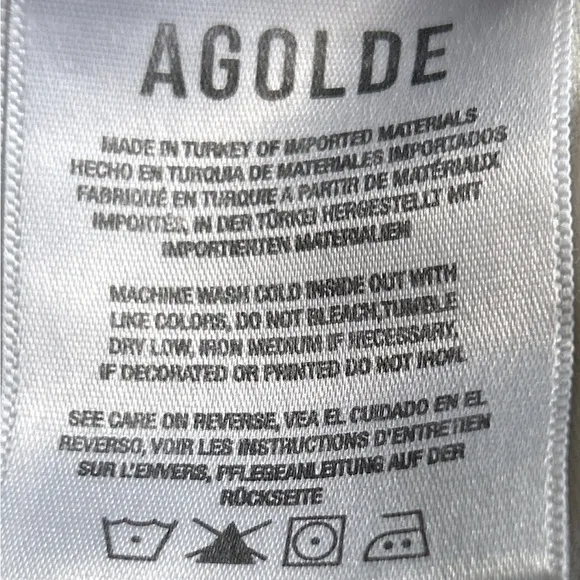 AGOLDE
MADE IN TURKEY OF IMPORTED MATERIALS
HECHO EN TURQUIA DE MATERIALES IMPORTADOS
FABRIQUÉ EN TURQUIE A PARTIR DE MATÉRIAUX
IMPORTÉS, IN DER TÜRKEI HERGESTELLT MIT
IMPORTIERTEN MATERIALIEN
MACHINE WASH COLD INSIDE OUT WITH
LIKE COLORS, DO NOT BLEACH,TUMBLE
DRY LOW, IRON MEDIUM IF NECESSARY,
IF DECORATED OR PRINTED DO NOT IRON.
SEE CARE ON REVERSE, VEA EL CUIDADO EN EL
REVERSO, VOIR LES INSTRUCTIONS D'ENTRETIEN
SUR L'ENVERS, PFLEGEANLEITUNG AUF DER
RÜCKSEITE